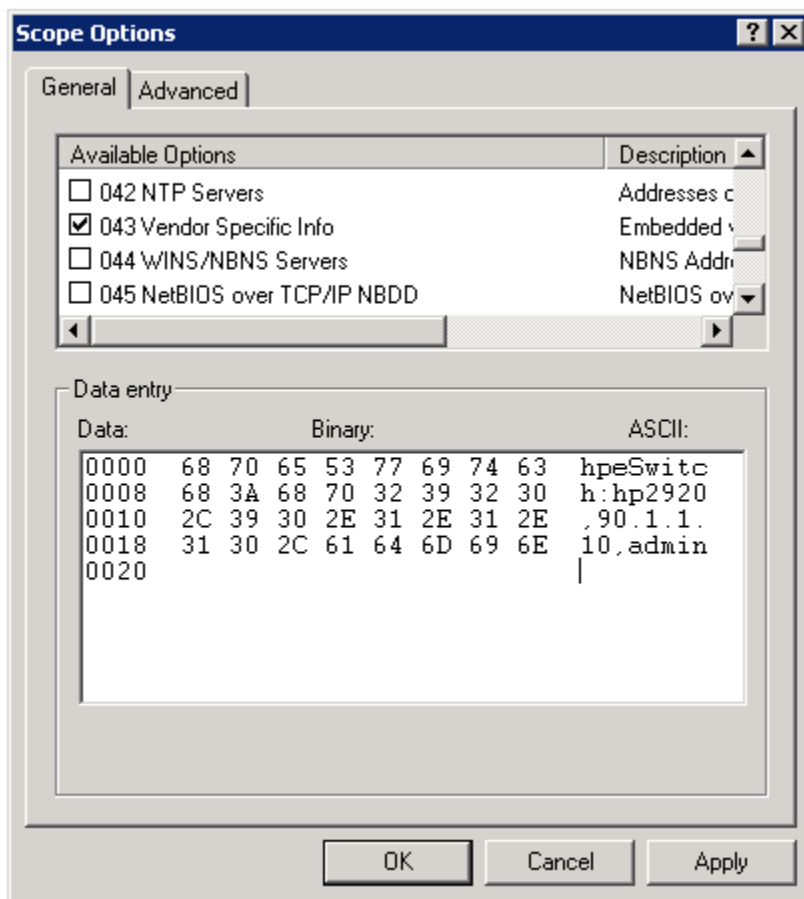 Scope Options
General Advanced
Available Options Description
042 NTP Servers Addresses c
043 Vendor Specific Info Embedded v
044 WINS/NBNS Servers NBNS Addr
045 NetBIOS over TCP/IP NBDD NetBIOS ov
Data entry
Data: Binary: ASCII:
0000 68 70 65 53 77 69 74 63 hpeSwitc
0008 68 3A 68 70 32 39 32 30 h:hp2920
0010 2C 39 30 2E 31 2E 31 2E ,90.1.1.
0018 31 30 2C 61 64 6D 69 6E 10,admin
0020
OK Cancel Apply